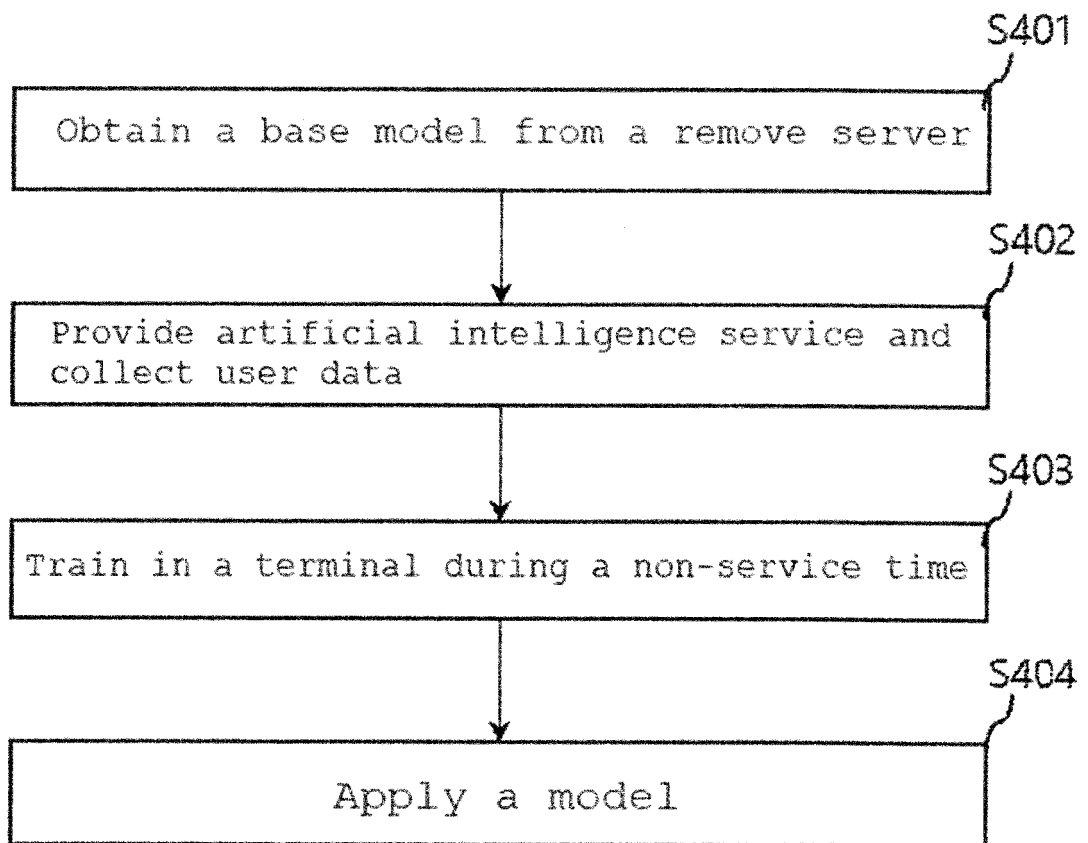 S401
Obtain a base model from a remove server
S402
Provide artificial intelligence service and
collect user data
S403
Train in a terminal during a non-service time
S404
Apply a model